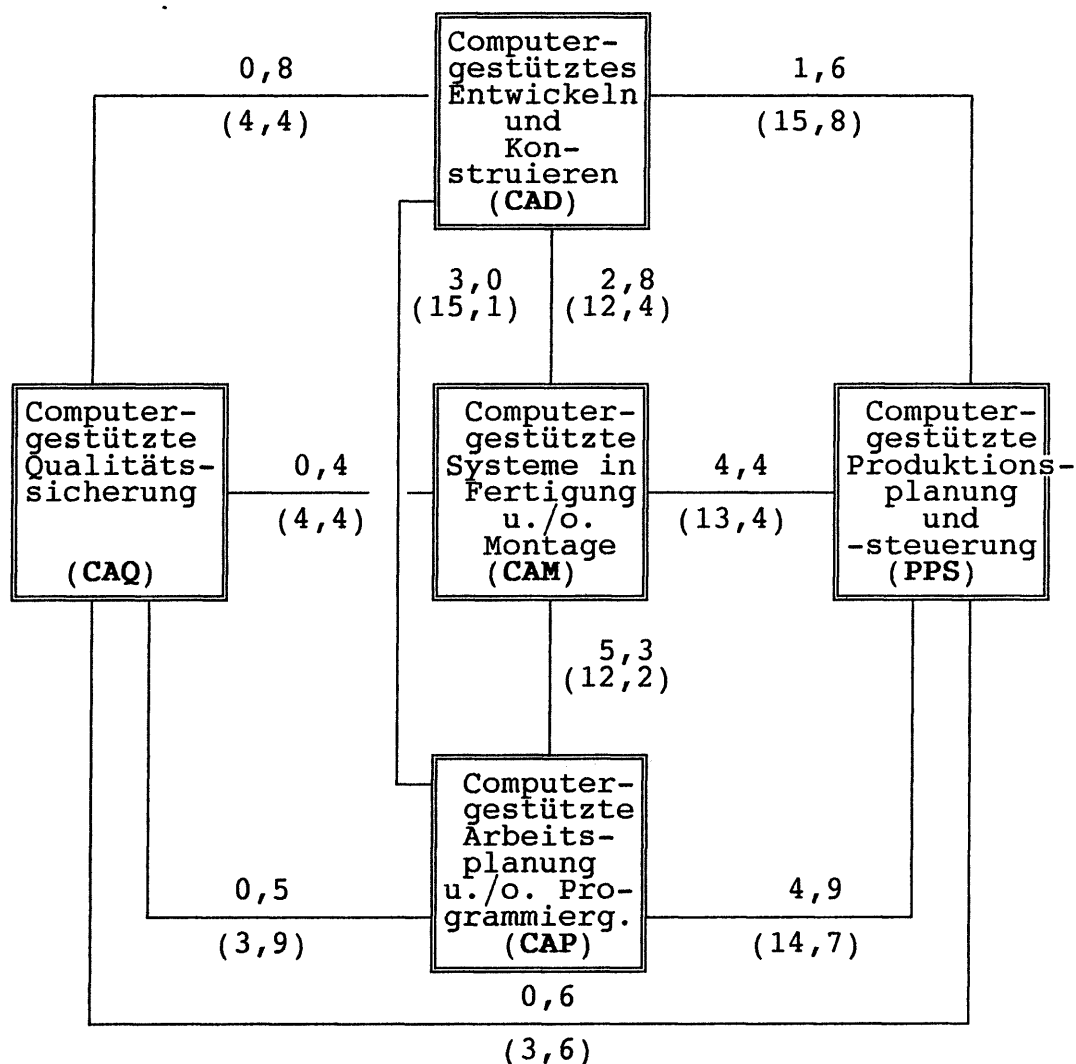 Computer-
gestütztes
Entwickeln
und
Kon-
struieren
(CAD)
0,8
(4,4)
1,6
(15,8)
3,0
(15,1)
2,8
(12,4)
Computer-
gestützte
Qualitäts-
sicherung
(CAQ)
0,4
(4,4)
Computer-
gestützte
Systeme in
Fertigung
u./o.
Montage
(CAM)
4,4
(13,4)
Computer-
gestützte
Produktions-
planung
und
-steuerung
(PPS)
5,3
(12,2)
Computer-
gestützte
Arbeits-
planung
u./o. Pro-
grammierg.
(CAP)
0,5
(3,9)
4,9
(14,7)
0,6
(3,6)